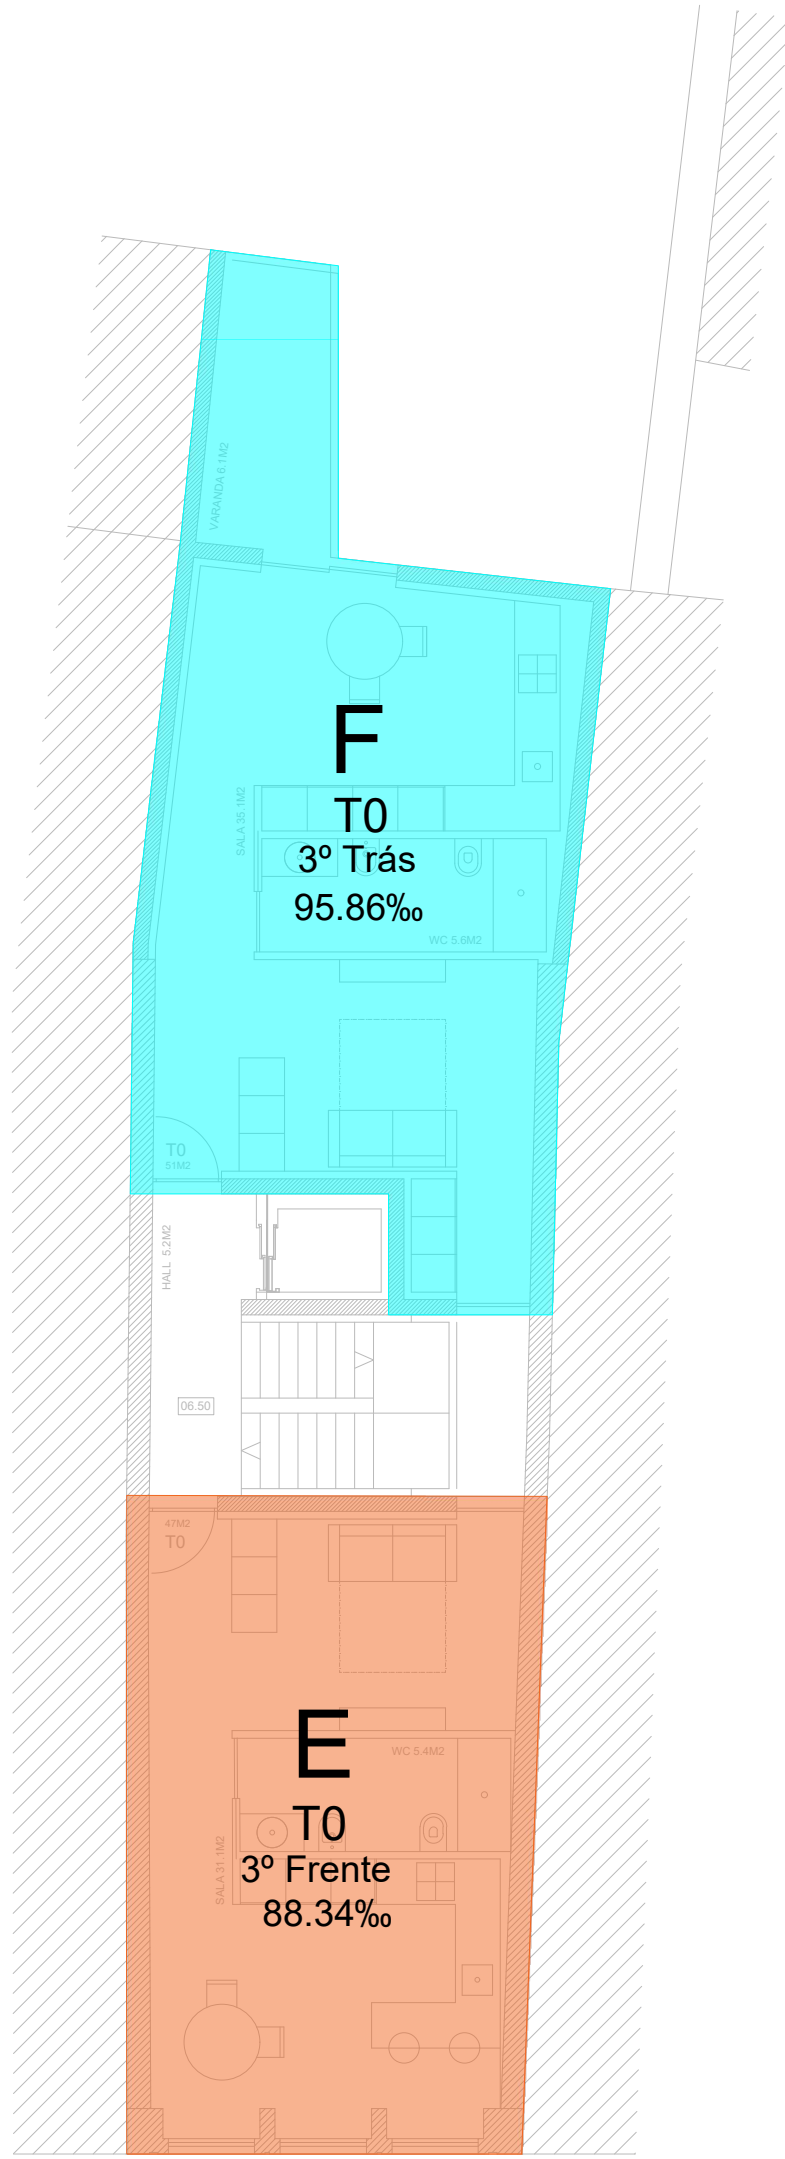 VARANDA 6.1M2
F
T0
3º Trás
95.86‰
SALA 35.1M2
WC 5.6M2
T0
51M2
HALL 5.2M2
06.50
47M2
T0
E
T0
3º Frente
88.34‰
WC 5.4M2
SALA 31.1M2